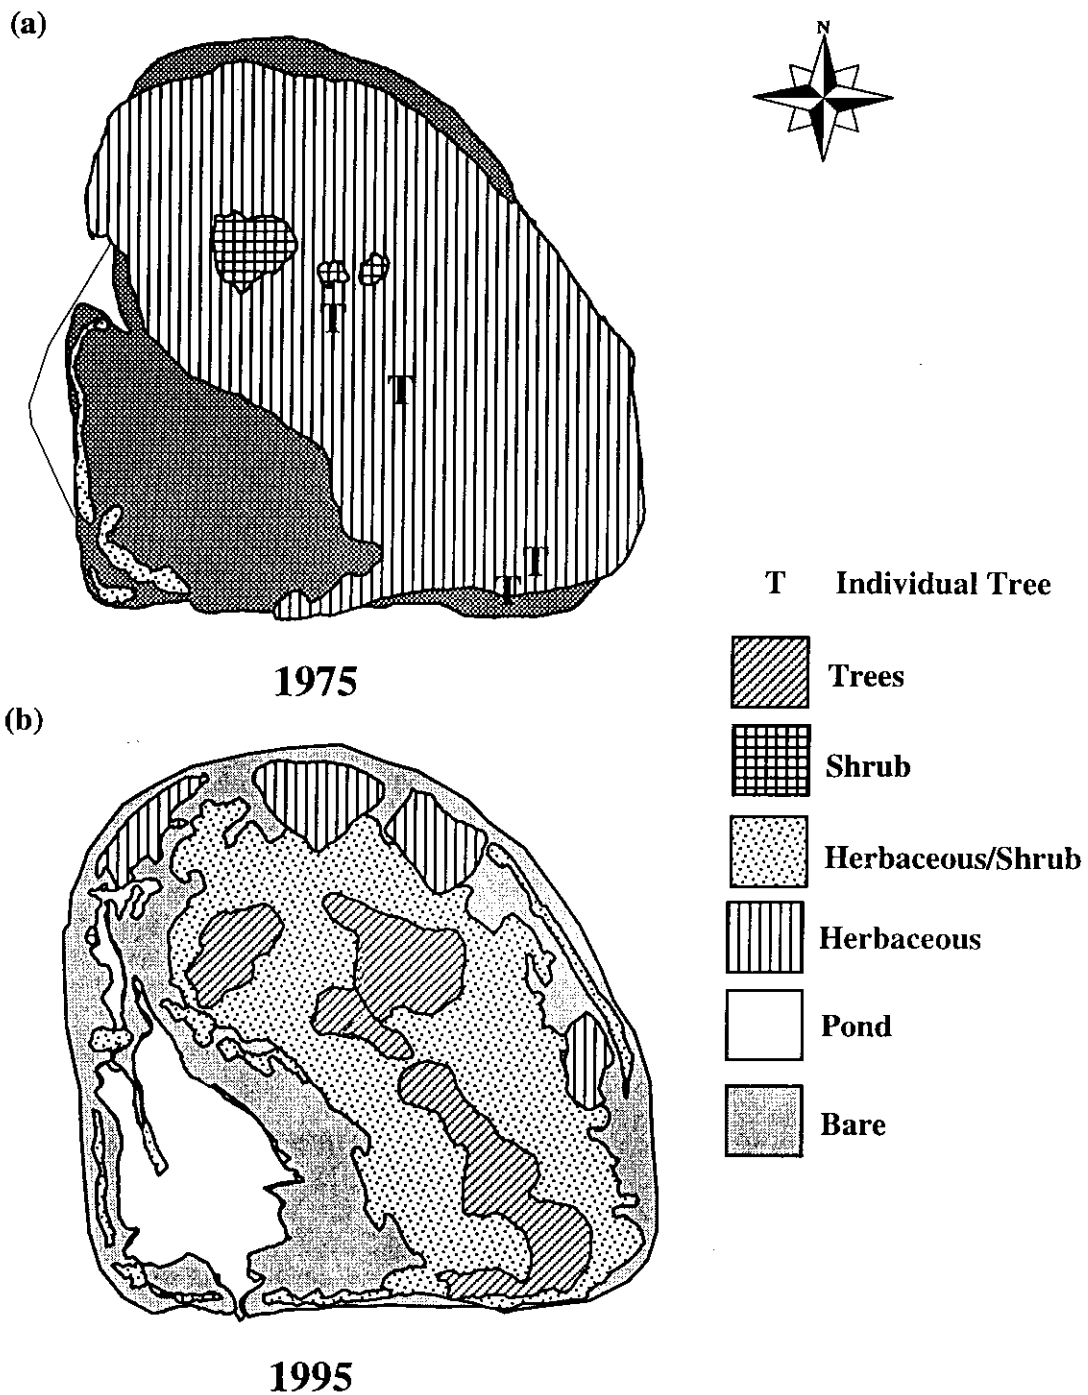 (a)
N
T
T
T
T
1975
(b)
T Individual Tree
Trees
Shrub
Herbaceous/Shrub
Herbaceous
Pond
Bare
1995